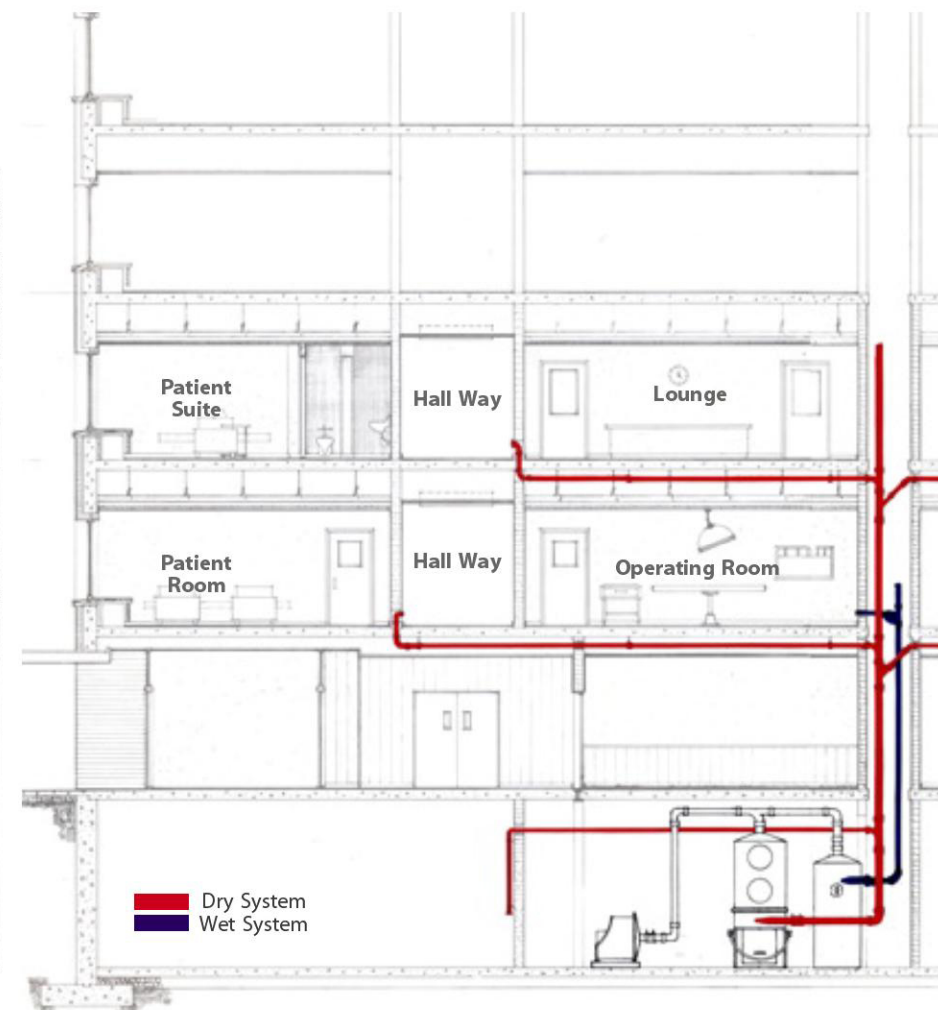 Patient
Suite
Hall Way
Lounge
Patient
Room
Hall Way
Operating Room
Dry System
Wet System